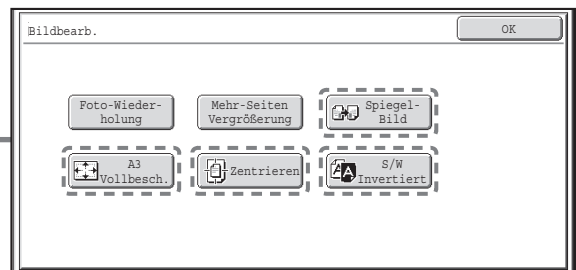 Bildbearb.
OK
Foto-Wieder-
holung
Mehr-Seiten
Vergrößerung
Spiegel-
Bild
A3
Vollbesch.
Zentrieren
S/W
Invertiert